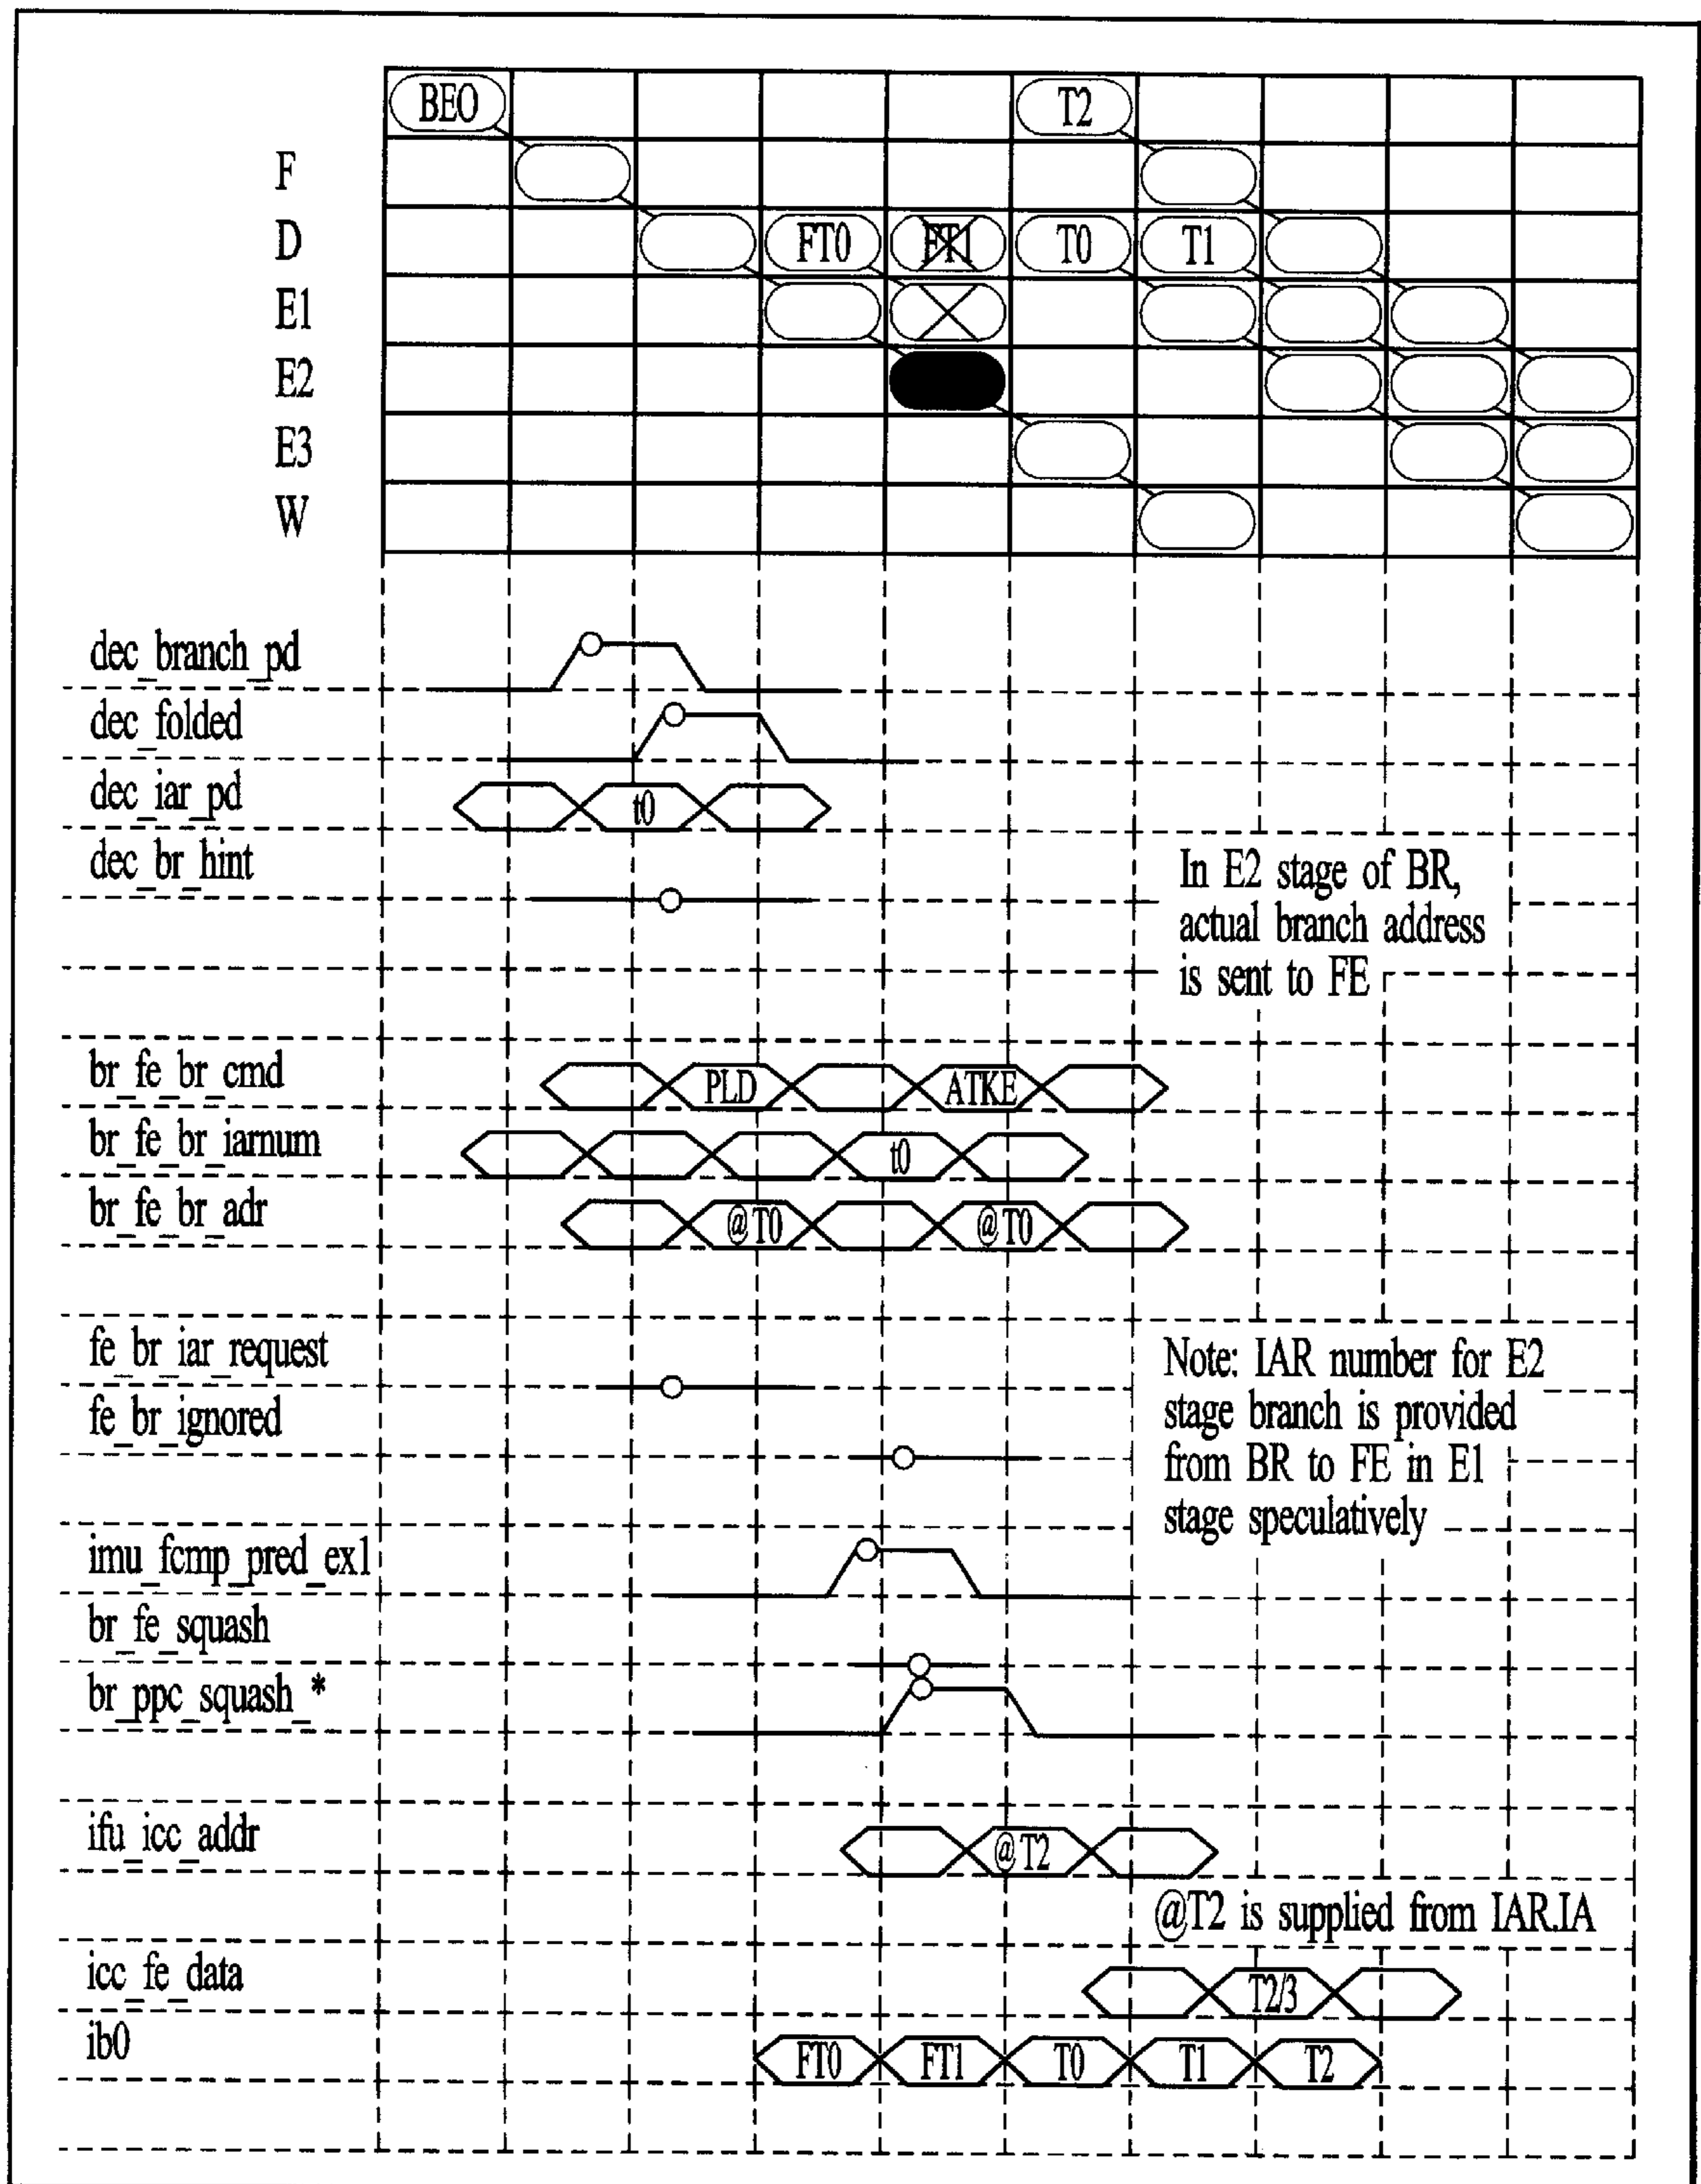 BEO T2
F
D FT0 FT1 T0 T1
E1
E2
E3
W
dec_branch_pd
dec_folded
dec_iar_pd t0
dec_br_hint
In E2 stage of BR,
actual branch address
is sent to FE
br_fe_br_cmd PLD ATKE
br_fe_br_iarnum t0
br_fe_br_adr @T0 @T0
fe_br_iar_request
fe_br_ignored
Note: IAR number for E2
stage branch is provided
from BR to FE in E1
stage speculatively
imu_fcmp_pred_ex1
br_fe_squash
br_ppc_squash_*
ifu_icc_addr @T2
@T2 is supplied from IAR.IA
icc_fe_data T2/3
ib0 FT0 FT1 T0 T1 T2